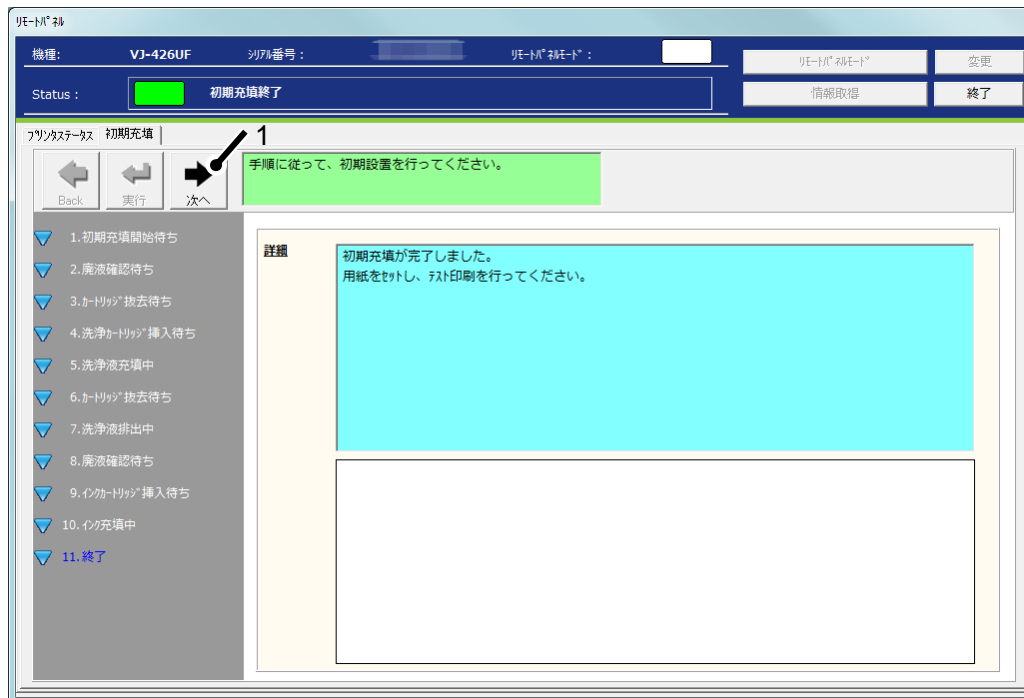 ﾘﾓｰﾄﾊﾟﾈﾙ
機種: VJ-426UF ｼﾘｱﾙ番号： ﾘﾓｰﾄﾊﾟﾈﾙﾓｰﾄﾞ： ﾘﾓｰﾄﾊﾟﾈﾙﾓｰﾄﾞ 変更
Status： 初期充填終了 情報取得 終了
ﾌﾟﾘﾝﾀｽﾃｰﾀｽ 初期充填
1
Back 実行 次へ
手順に従って、初期設置を行ってください。
1.初期充填開始待ち
2.廃液確認待ち
3.ｶｰﾄﾘｯｼﾞ抜去待ち
4.洗浄ｶｰﾄﾘｯｼﾞ挿入待ち
5.洗浄液充填中
6.ｶｰﾄﾘｯｼﾞ抜去待ち
7.洗浄液排出中
8.廃液確認待ち
9.ｲﾝｸｶｰﾄﾘｯｼﾞ挿入待ち
10.ｲﾝｸ充填中
11.終了
詳細
初期充填が完了しました。
用紙をｾｯﾄし、ﾃｽﾄ印刷を行ってください。